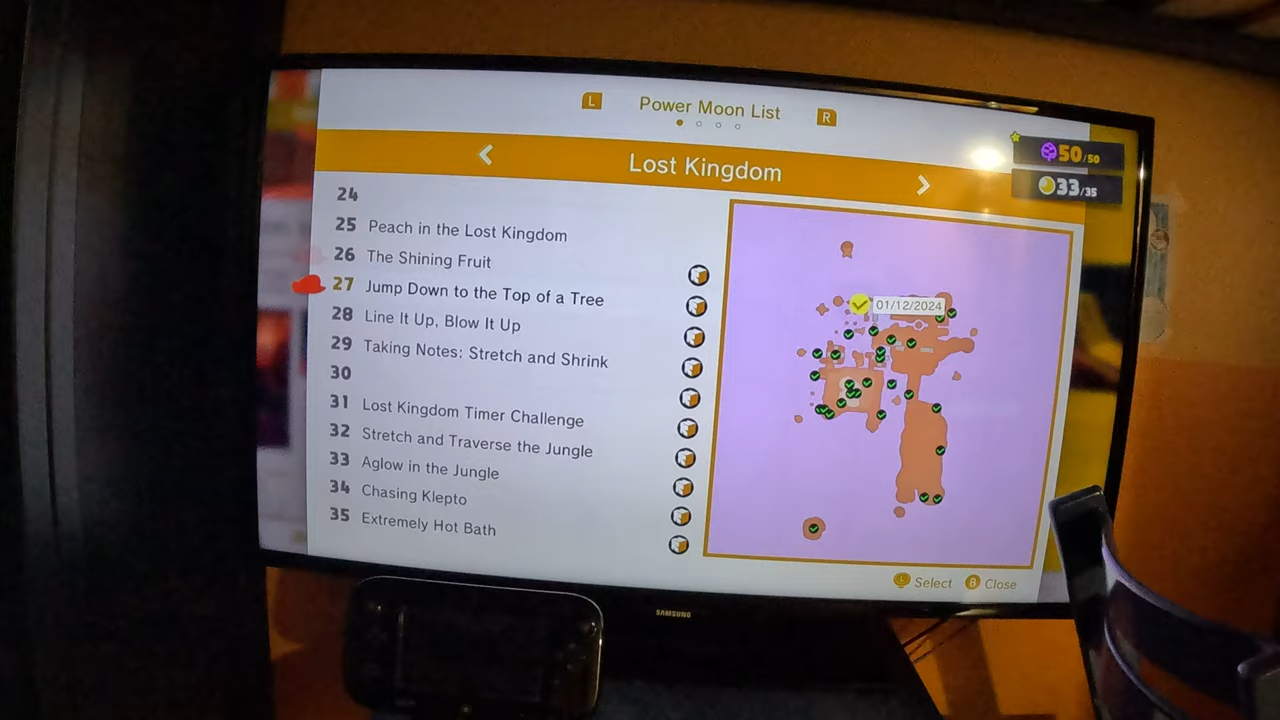 L Power Moon List R
Lost Kingdom
50/50
33/35
24
25 Peach in the Lost Kingdom
26 The Shining Fruit
27 Jump Down to the Top of a Tree
28 Line It Up, Blow It Up
29 Taking Notes: Stretch and Shrink
30
31 Lost Kingdom Timer Challenge
32 Stretch and Traverse the Jungle
33 Aglow in the Jungle
34 Chasing Klepto
35 Extremely Hot Bath
01/12/2024
L Select B Close
SAMSUNG